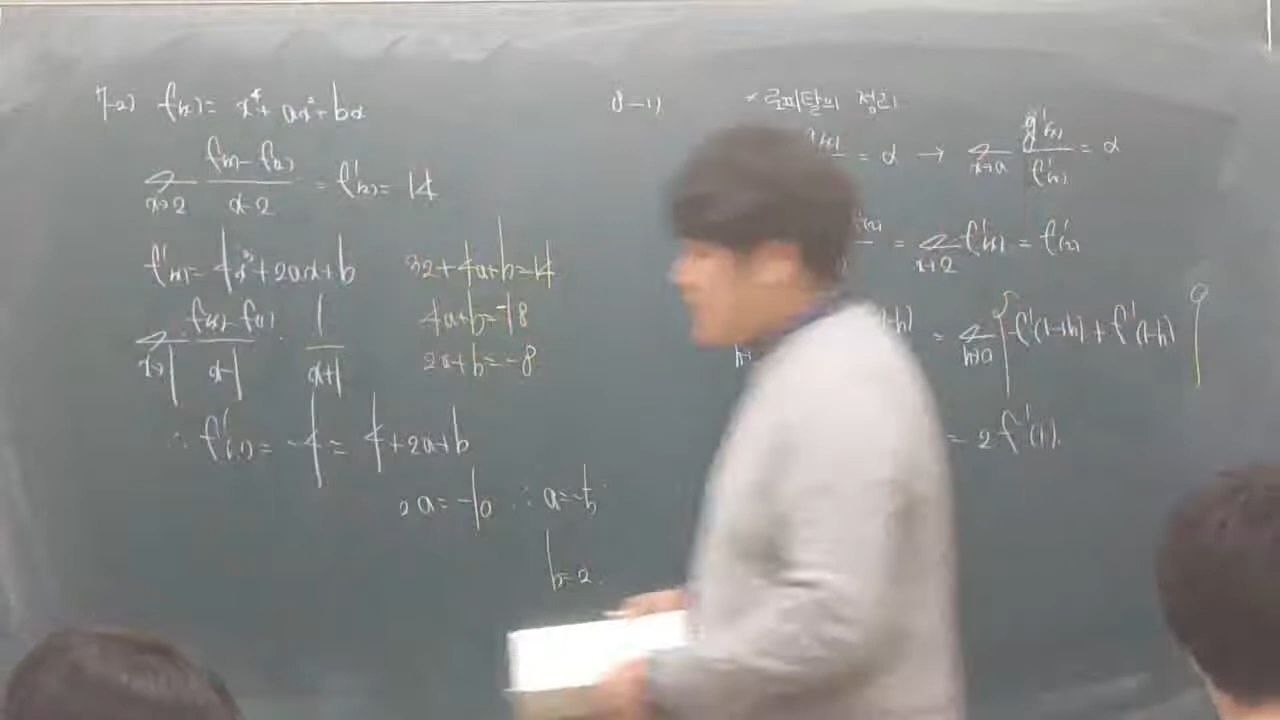 7-2) f(x) = x⁴ + ax² + bx
lim x→2 (f(x) - f(2)) / (x - 2) = f'(2) = 14
f'(x) = 4x³ + 2ax + b
32 + 4a + b = 14
4a + b = -18
2a + b = -8
lim x→1 (f(x) - f(1)) / (x - 1) · 1 / (x + 1)
∴ f'(1) = -4 = 4 + 2a + b
2a = -10 ∴ a = -5
b = 2.
8-1)
* 로피탈의 정리
= α → lim x→a g'(x) / f'(x) = α
= lim x→2 f'(x) = f'(2)
= lim h→0 f'(1+h) + f'(1-h)
= 2f'(1).